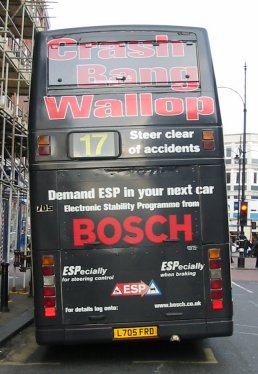 Crash
Bang
Wallop
17
Steer clear
of accidents
Demand ESP in your next car
705
Electronic Stability Programme from
BOSCH
ESPecially
for steering control
ESPecially
when braking
ESP
For details log onto:
www.bosch.co.uk
L705 FRD